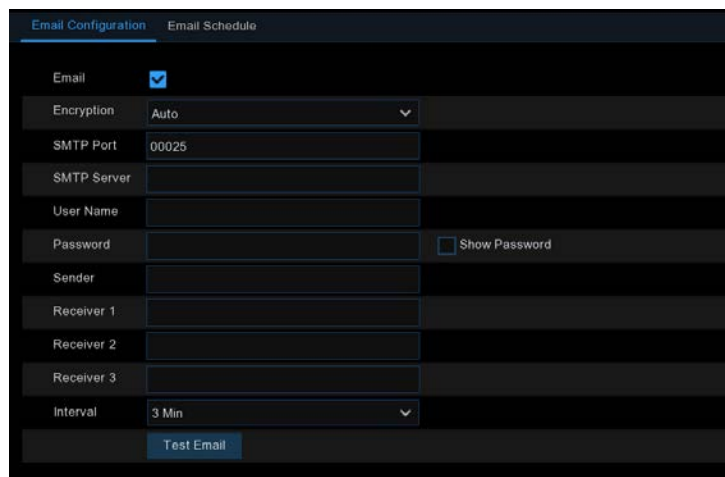 Email Configuration Email Schedule
Email
Encryption Auto
SMTP Port 00025
SMTP Server
User Name
Password Show Password
Sender
Receiver 1
Receiver 2
Receiver 3
Interval 3 Min
Test Email